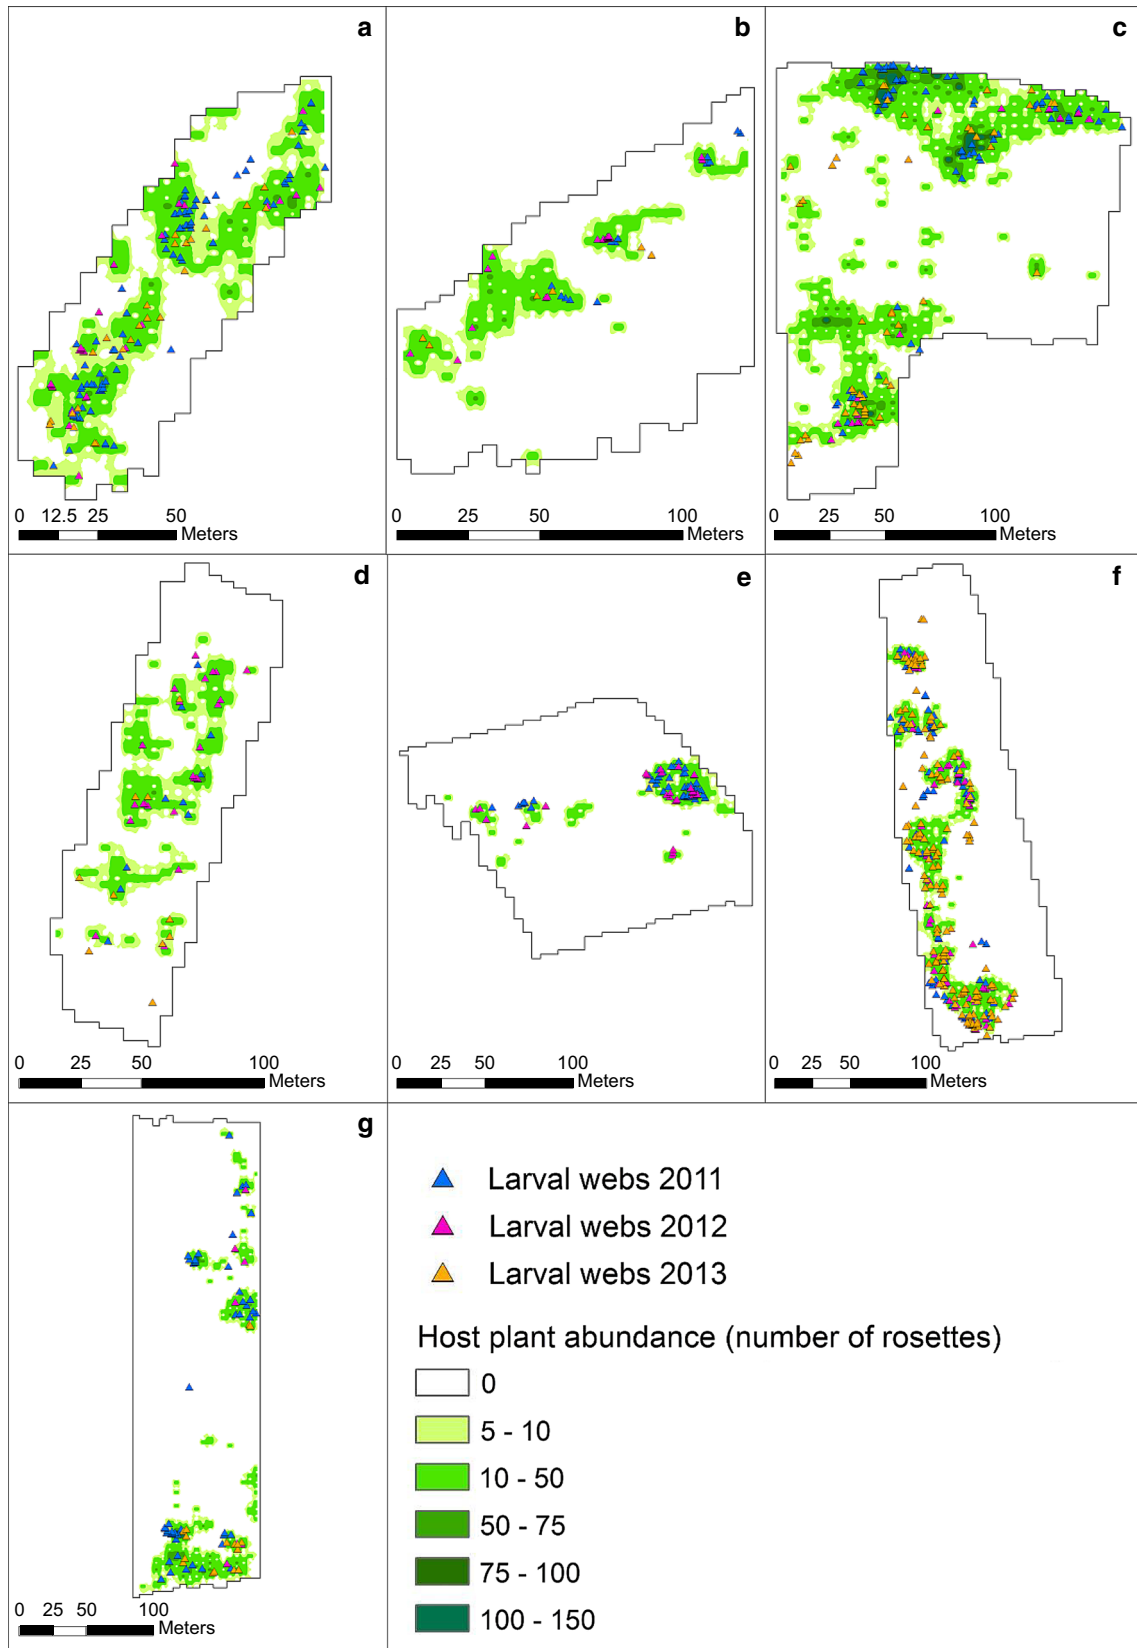 a
b
c
0 12.5 25 50
Meters
0 25 50 100
Meters
0 25 50 100
Meters
d
e
f
0 50 100
Meters
0 50 100
Meters
0 50 100
Meters
g
0 25 50 100
Meters
Larval webs 2011
Larval webs 2012
Larval webs 2013
Host plant abundance (number of rosettes)
0
5 - 10
10 - 50
50 - 75
75 - 100
100 - 150